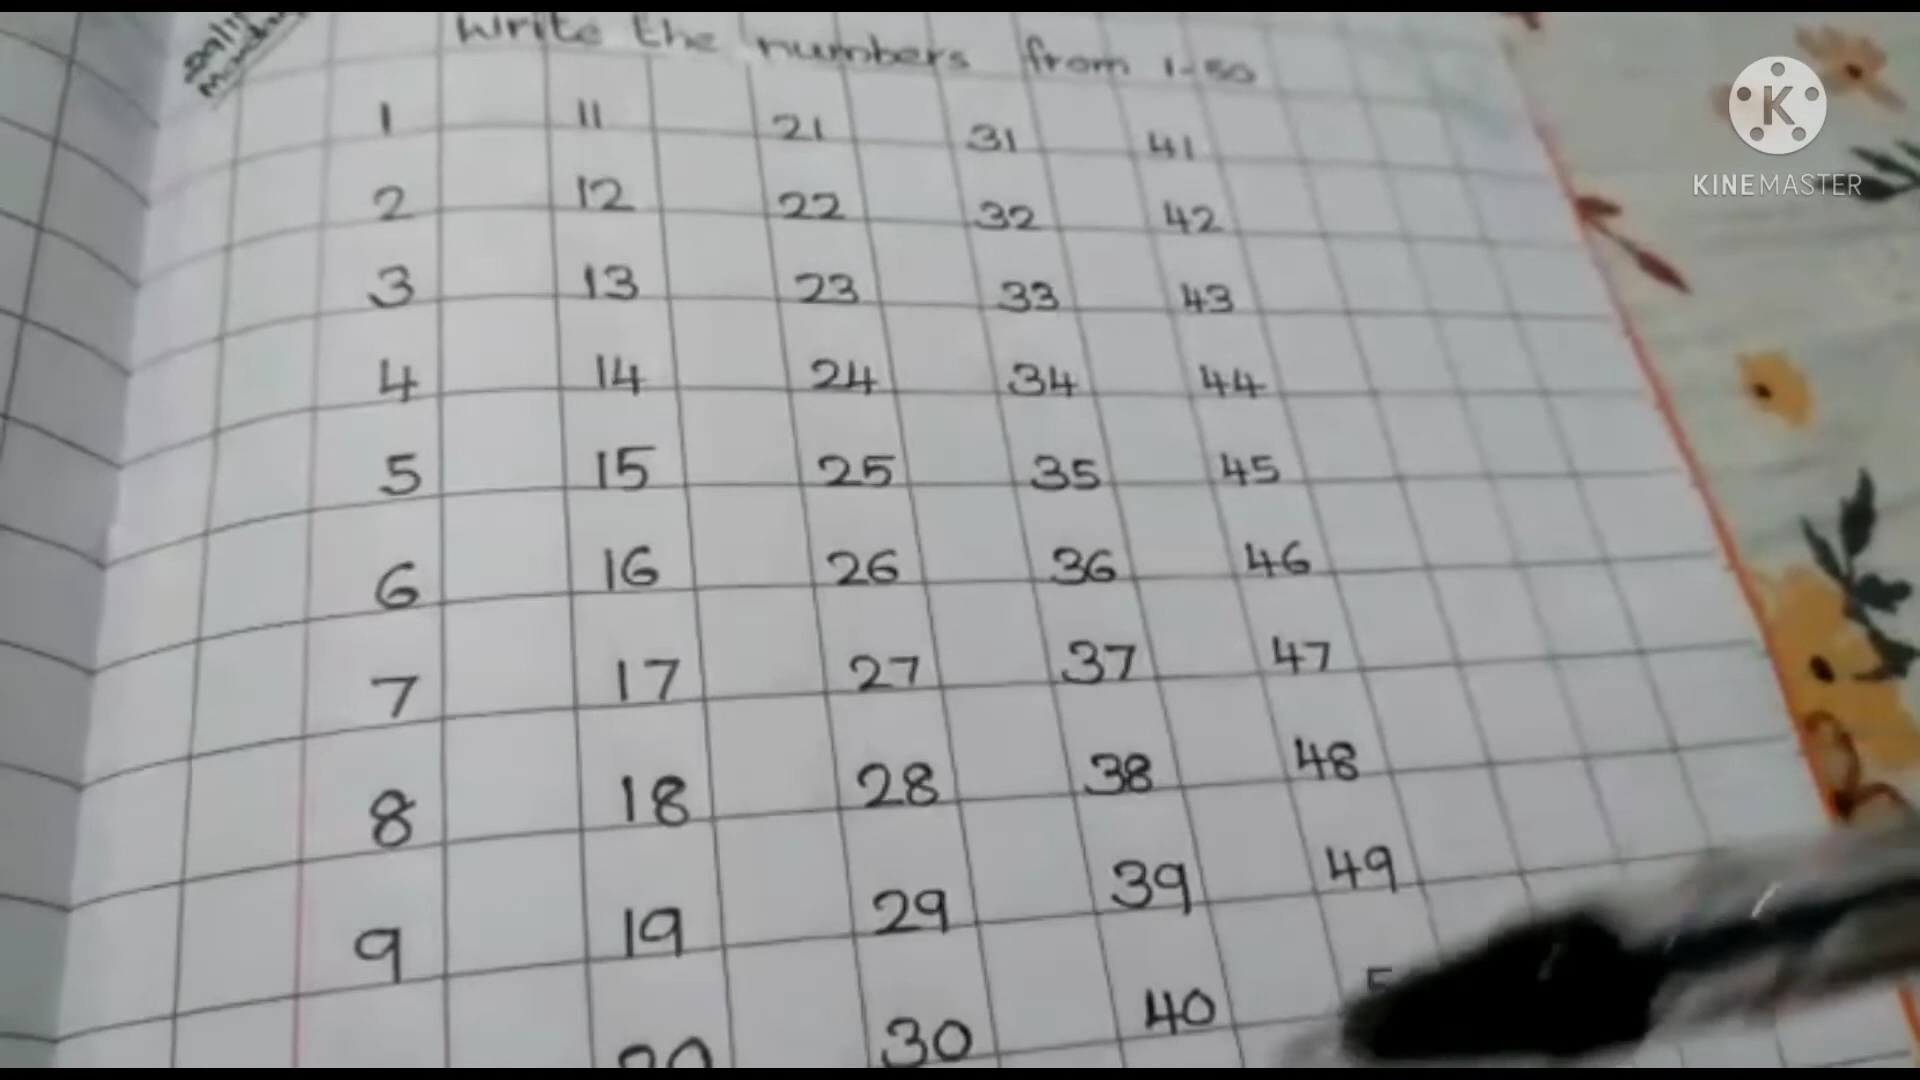 Write the numbers from 1-50
1 11 21 31 41
2 12 22 32 42
3 13 23 33 43
4 14 24 34 44
5 15 25 35 45
6 16 26 36 46
7 17 27 37 47
8 18 28 38 48
9 19 29 39 49
20 30 40 5
K
KINEMASTER